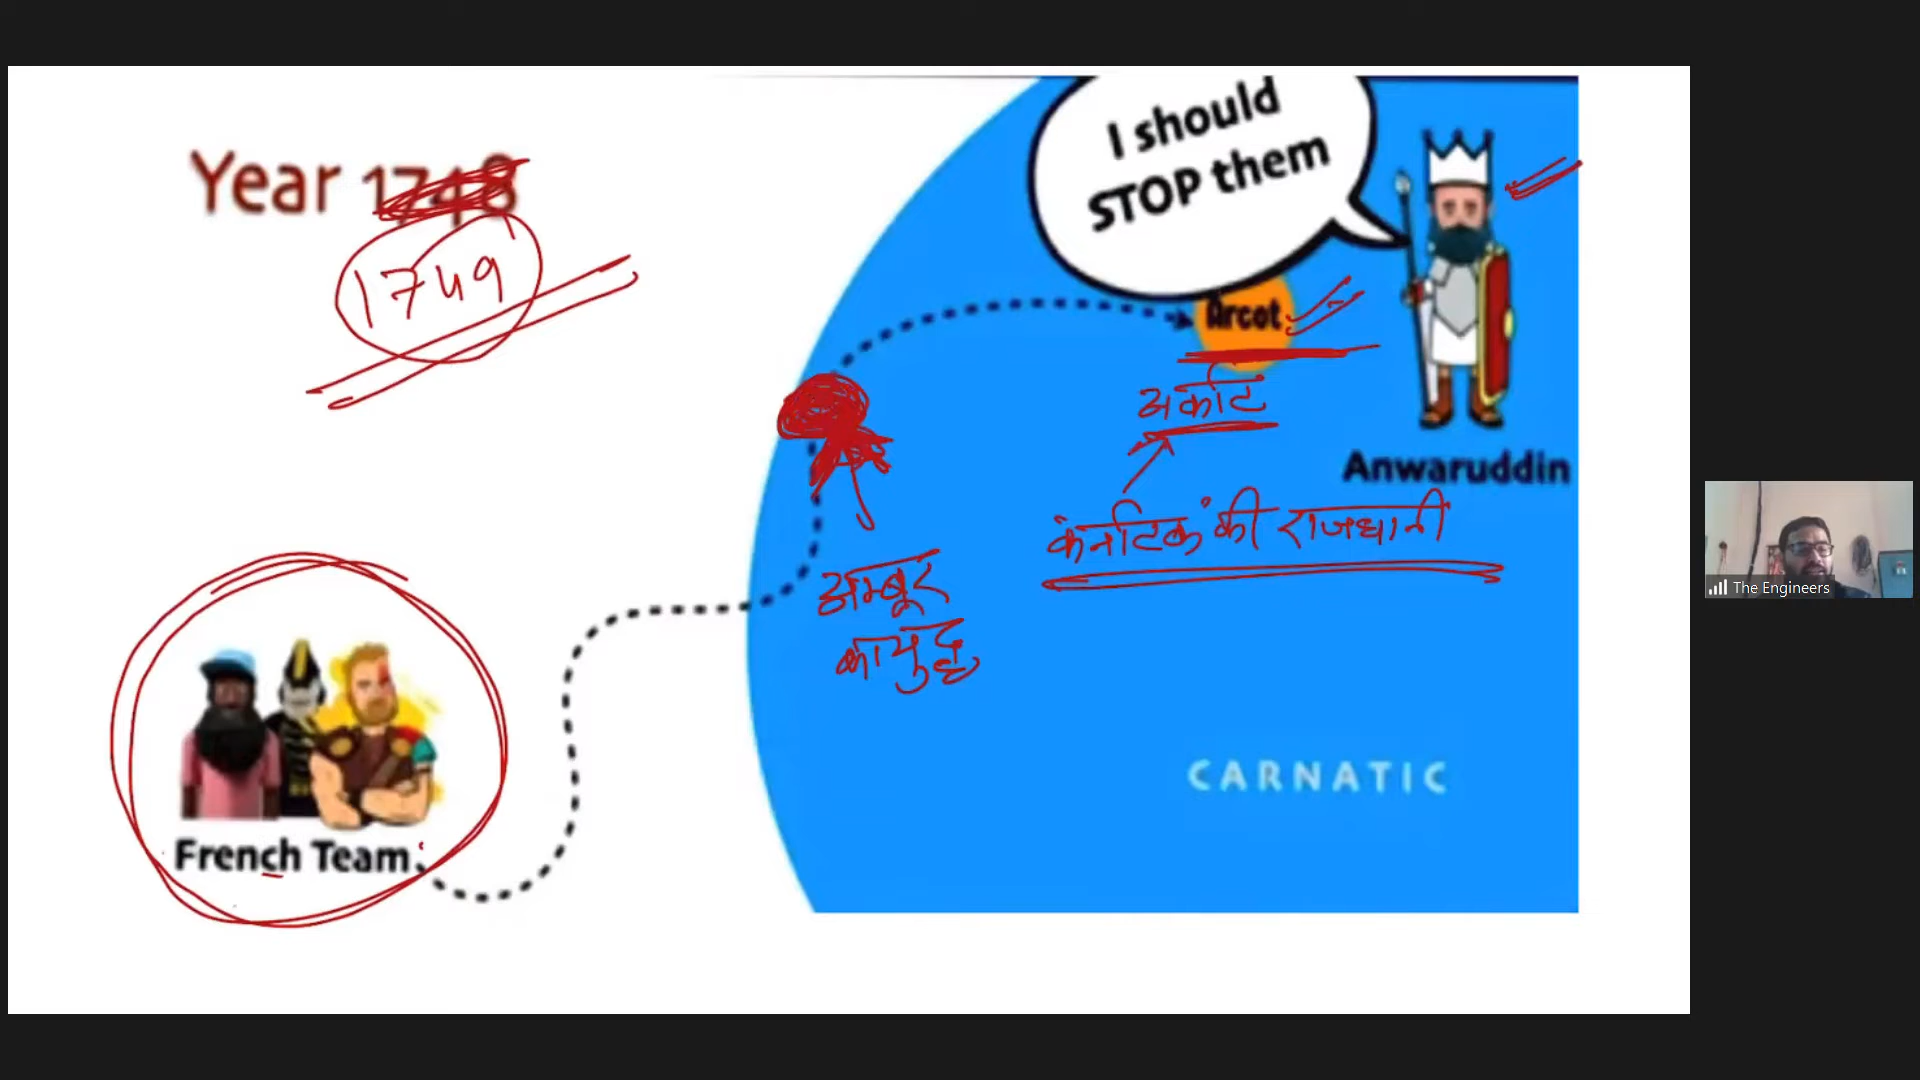 Year 1748
1749
I should
STOP them
Arcot
अर्काट
Anwaruddin
कर्नाटक की राजधानी
अम्बूर
का युद्ध
CARNATIC
French Team
The Engineers